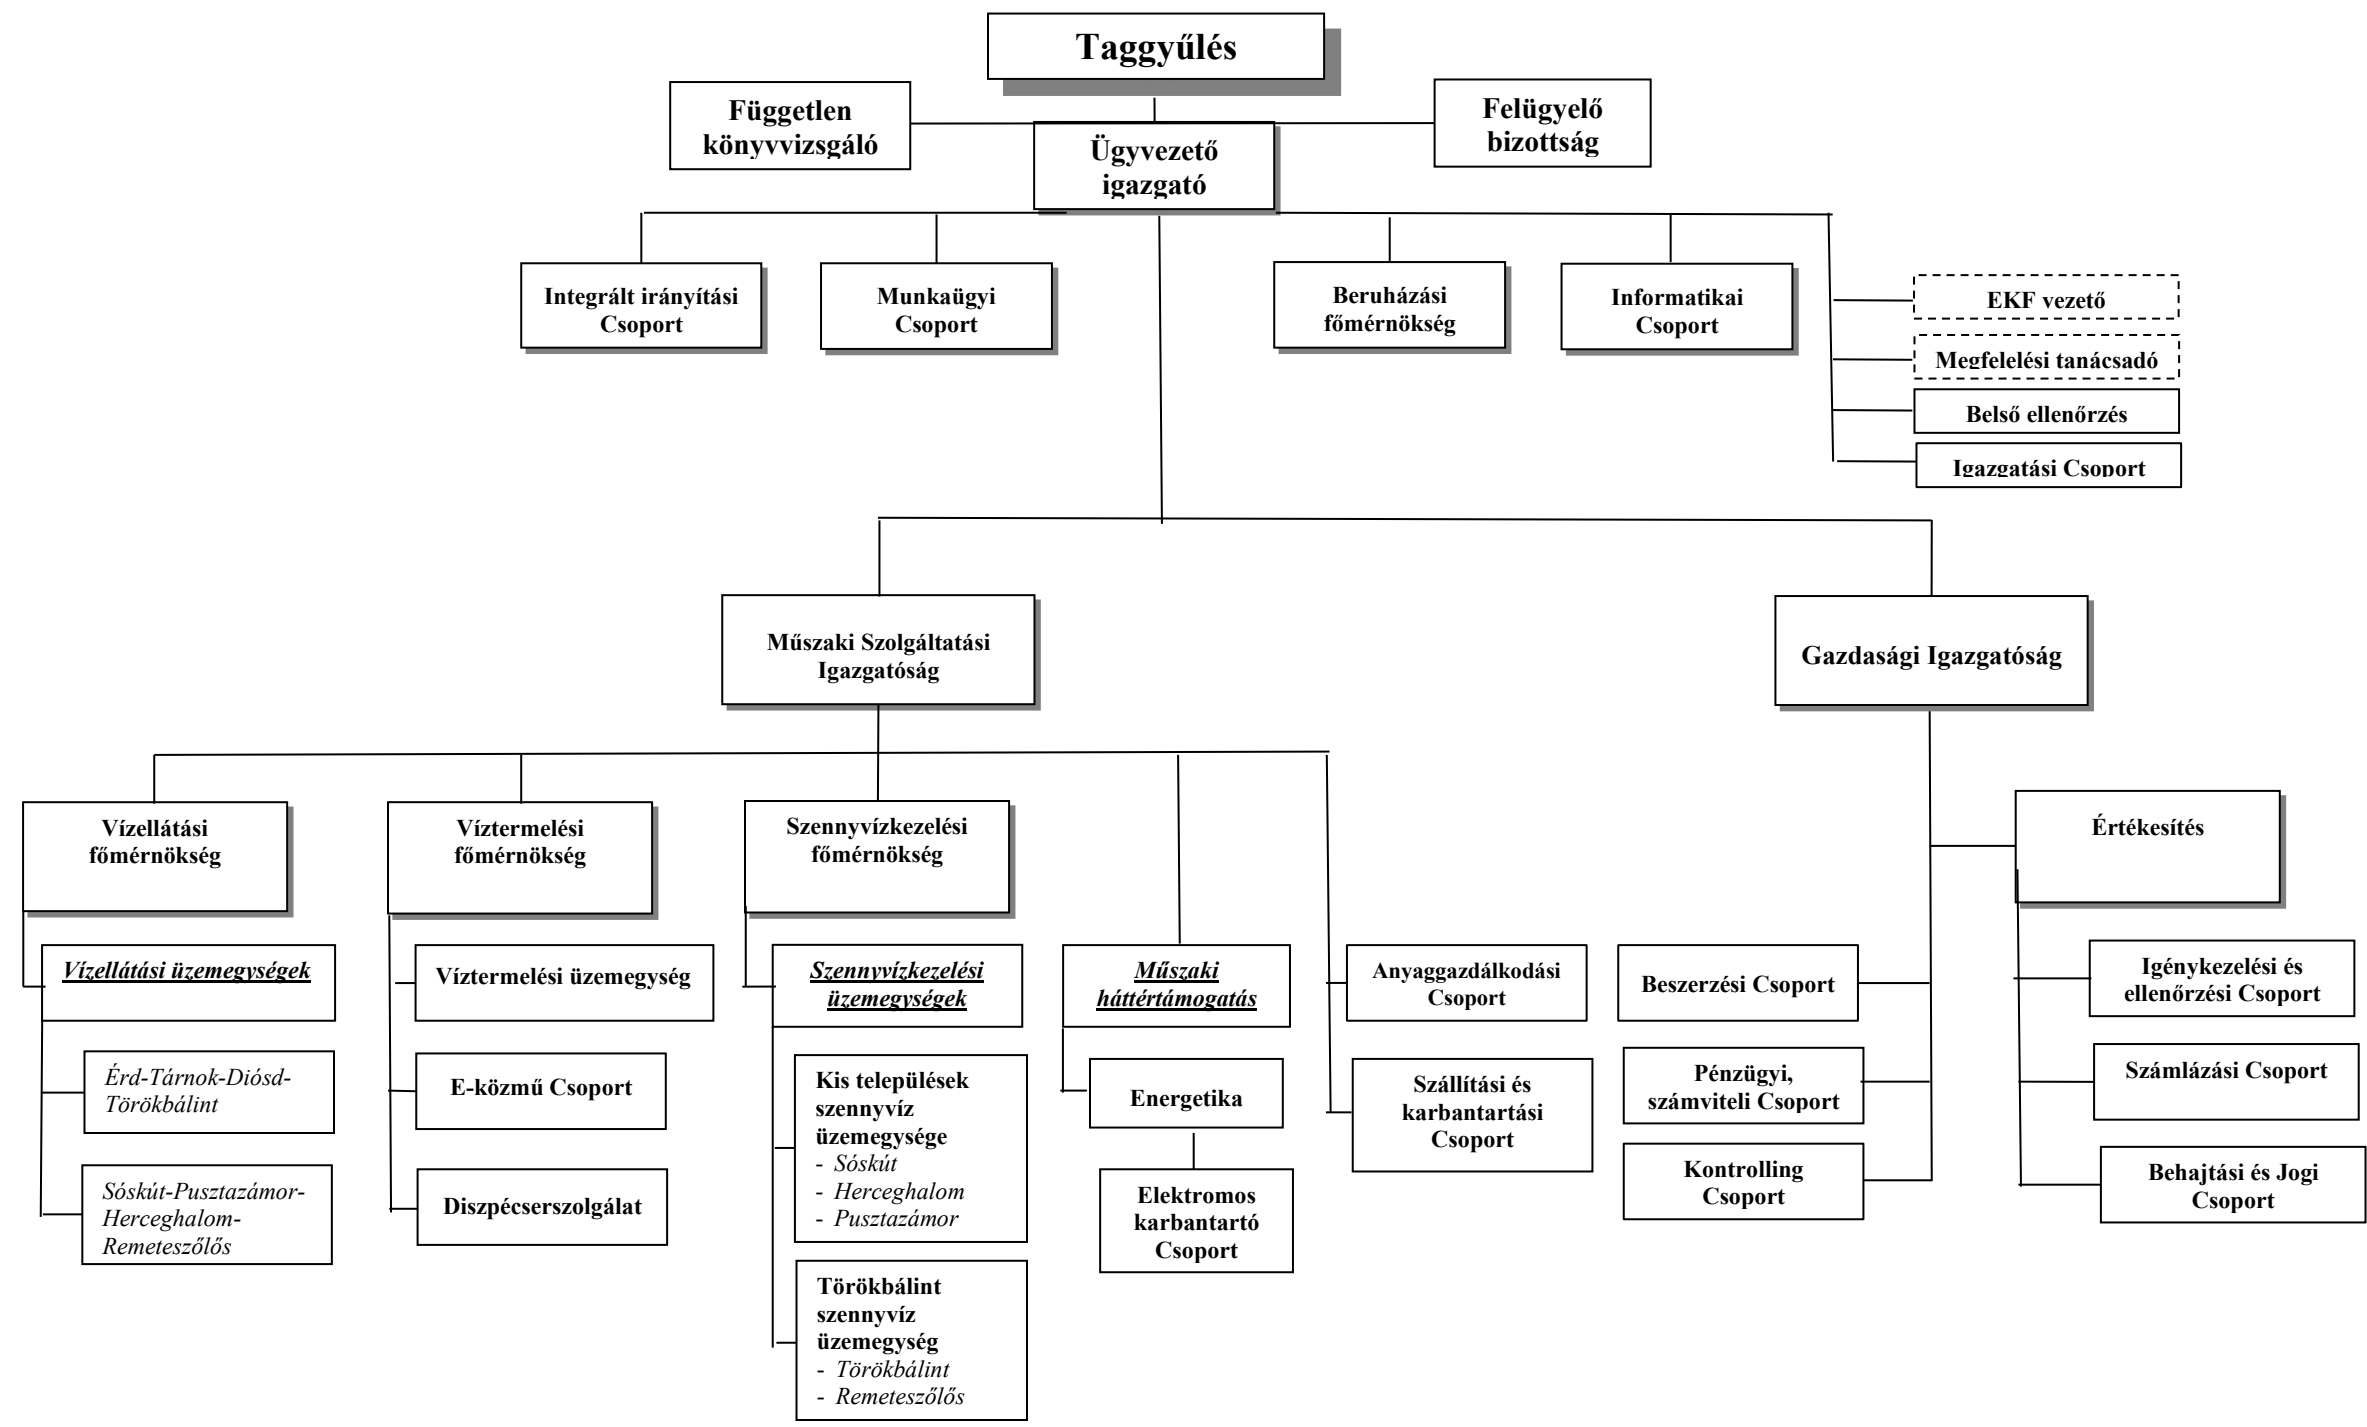 Taggyűlés
Független
könyvvizsgáló
Felügyelő
bizottság
Ügyvezető
igazgató
Integrált irányítási
Csoport
Munkaügyi
Csoport
Beruházási
főmérnökség
Informatikai
Csoport
EKF vezető
Megfelelési tanácsadó
Belső ellenőrzés
Igazgatási Csoport
Műszaki Szolgáltatási
Igazgatóság
Gazdasági Igazgatóság
Vízellátási
főmérnökség
Víztermelési
főmérnökség
Szennyvízkezelési
főmérnökség
Értékesítés
Vízellátási üzemegységek
Érd-Tárnok-Diósd-
Törökbálint
Sóskút-Pusztazámor-
Herceghalom-
Remeteszőlős
Víztermelési üzemegység
E-közmű Csoport
Diszpécserszolgálat
Szennyvízkezelési
üzemegységek
Kis települések
szennyvíz
üzemegysége
- Sóskút
- Herceghalom
- Pusztazámor
Törökbálint
szennyvíz
üzemegység
- Törökbálint
- Remeteszőlős
Műszaki
háttértámogatás
Energetika
Elektromos
karbantartó
Csoport
Anyaggazdálkodási
Csoport
Szállítási és
karbantartási
Csoport
Beszerzési Csoport
Pénzügyi,
számviteli Csoport
Kontrolling
Csoport
Igénykezelési és
ellenőrzési Csoport
Számlázási Csoport
Behajtási és Jogi
Csoport